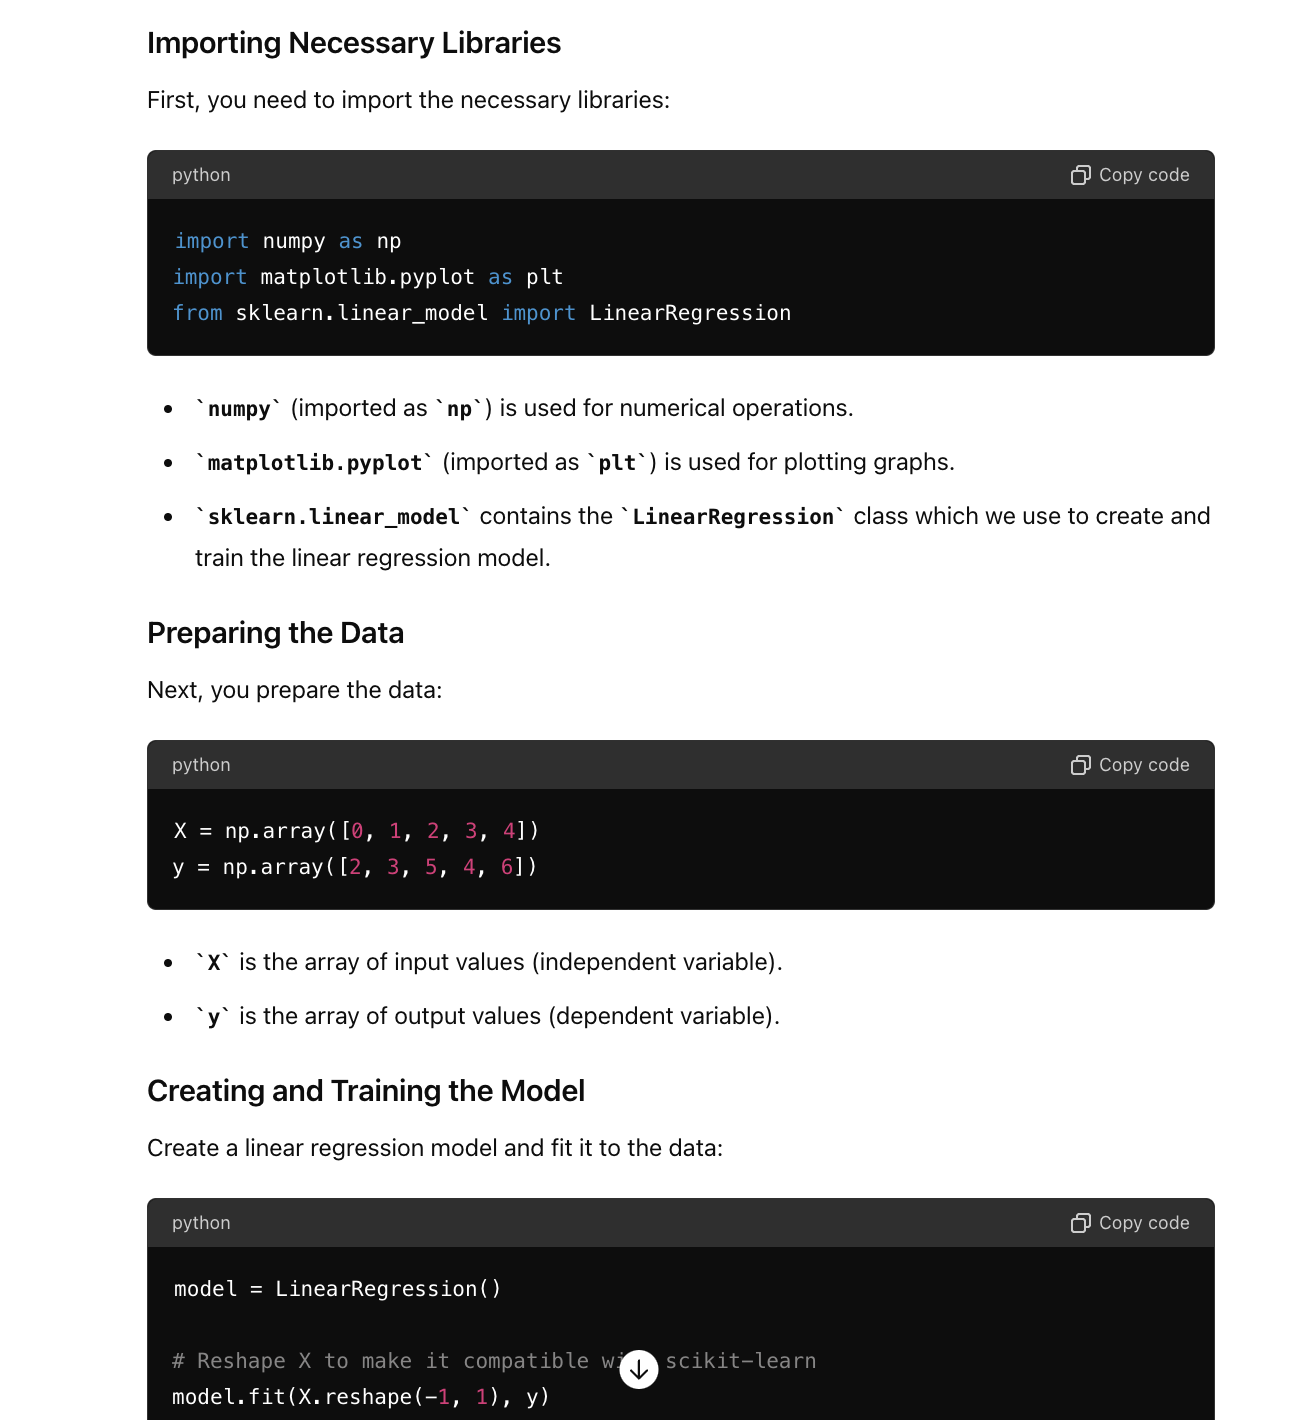 Importing Necessary Libraries
First, you need to import the necessary libraries:
python Copy code
import numpy as np
import matplotlib.pyplot as plt
from sklearn.linear_model import LinearRegression
• `numpy` (imported as `np`) is used for numerical operations.
• `matplotlib.pyplot` (imported as `plt`) is used for plotting graphs.
• `sklearn.linear_model` contains the `LinearRegression` class which we use to create and
train the linear regression model.
Preparing the Data
Next, you prepare the data:
python Copy code
X = np.array([0, 1, 2, 3, 4])
y = np.array([2, 3, 5, 4, 6])
• `X` is the array of input values (independent variable).
• `y` is the array of output values (dependent variable).
Creating and Training the Model
Create a linear regression model and fit it to the data:
python Copy code
model = LinearRegression()
# Reshape X to make it compatible scikit-learn
model.fit(X.reshape(-1, 1), y)